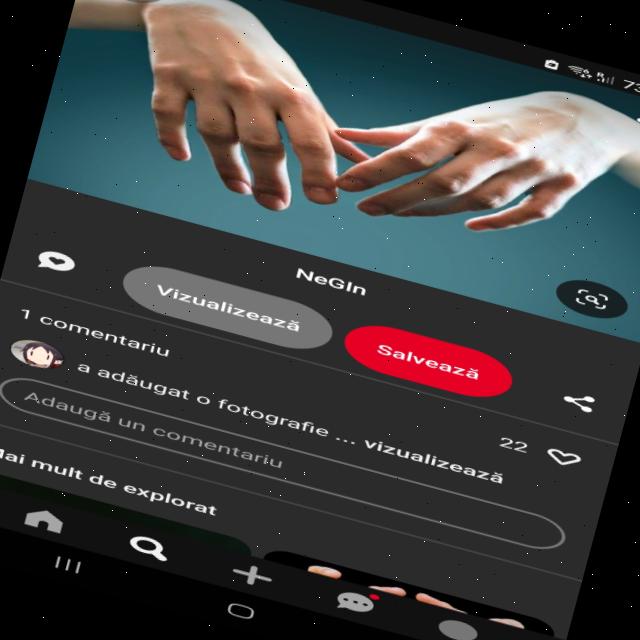 73
NeGIn
Vizualizează
Salvează
1 comentariu
a adăugat o fotografie ... vizualizează
22
Adaugă un comentariu
Mai mult de explorat